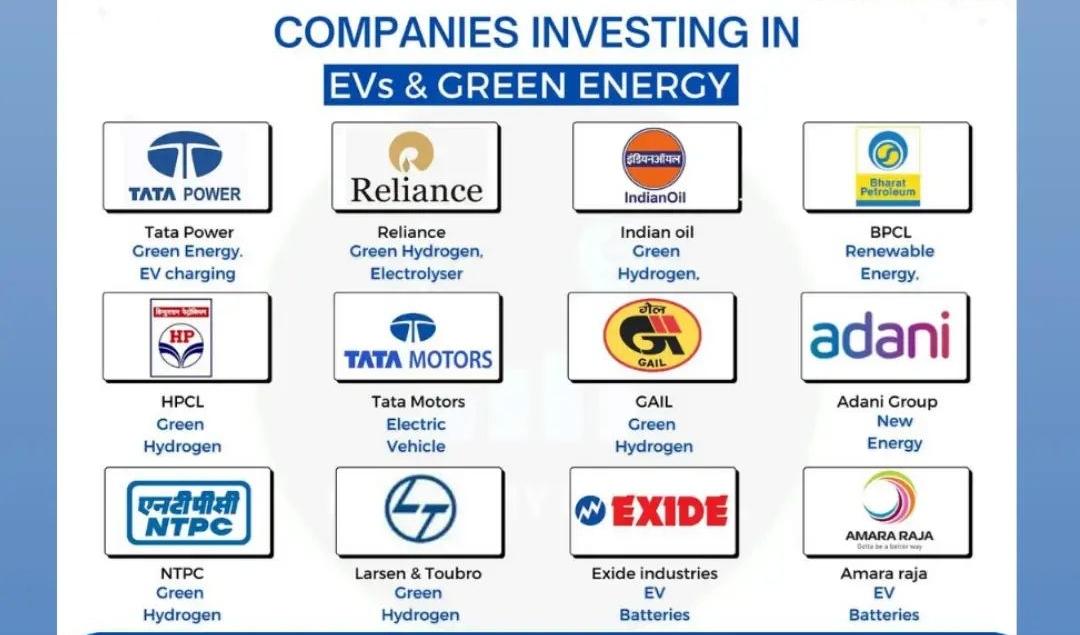 COMPANIES INVESTING IN
EVs & GREEN ENERGY
TATA POWER
Reliance
इंडियनऑयल
IndianOil
Bharat
Petroleum
Tata Power
Green Energy.
EV charging
Reliance
Green Hydrogen,
Electrolyser
Indian oil
Green
Hydrogen,
BPCL
Renewable
Energy.
हिन्दुस्तान पेट्रोलियम
HP
TATA MOTORS
गेल
GAIL
adani
HPCL
Green
Hydrogen
Tata Motors
Electric
Vehicle
GAIL
Green
Hydrogen
Adani Group
New
Energy
एनटीपीसी
NTPC
LT
EXIDE
AMARA RAJA
Gotta be a better way
NTPC
Green
Hydrogen
Larsen & Toubro
Green
Hydrogen
Exide industries
EV
Batteries
Amara raja
EV
Batteries